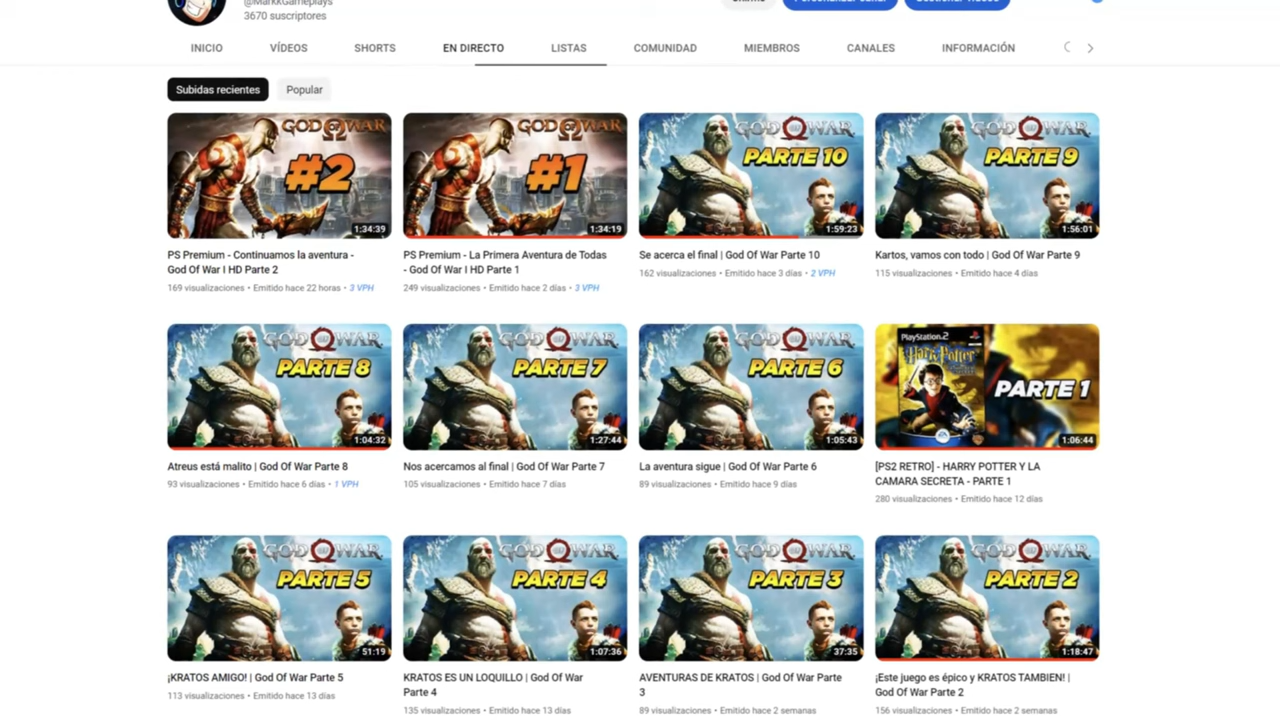 @MarkkGameplays
3670 suscriptores
INICIO VÍDEOS SHORTS EN DIRECTO LISTAS COMUNIDAD MIEMBROS CANALES INFORMACIÓN
Subidas recientes Popular
GOD OF WAR
#2
1:34:39
GOD OF WAR
#1
1:34:19
GOD OF WAR
PARTE 10
1:59:23
GOD OF WAR
PARTE 9
1:56:01
PS Premium - Continuamos la aventura -
God Of War I HD Parte 2
169 visualizaciones • Emitido hace 22 horas • 3 VPH
PS Premium - La Primera Aventura de Todas
- God Of War I HD Parte 1
249 visualizaciones • Emitido hace 2 días • 3 VPH
Se acerca el final | God Of War Parte 10
162 visualizaciones • Emitido hace 3 días • 2 VPH
Kartos, vamos con todo | God Of War Parte 9
115 visualizaciones • Emitido hace 4 días
GOD OF WAR
PARTE 8
1:04:32
GOD OF WAR
PARTE 7
1:27:44
GOD OF WAR
PARTE 6
1:05:43
PlayStation 2
Harry Potter
EA
PARTE 1
1:06:44
Atreus está malito | God Of War Parte 8
93 visualizaciones • Emitido hace 6 días • 1 VPH
Nos acercamos al final | God Of War Parte 7
105 visualizaciones • Emitido hace 7 días
La aventura sigue | God Of War Parte 6
89 visualizaciones • Emitido hace 9 días
[PS2 RETRO] - HARRY POTTER Y LA
CAMARA SECRETA - PARTE 1
280 visualizaciones • Emitido hace 12 días
GOD OF WAR
PARTE 5
51:19
GOD OF WAR
PARTE 4
1:07:36
GOD OF WAR
PARTE 3
37:35
GOD OF WAR
PARTE 2
1:18:47
¡KRATOS AMIGO! | God Of War Parte 5
113 visualizaciones • Emitido hace 13 días
KRATOS ES UN LOQUILLO | God Of War
Parte 4
135 visualizaciones • Emitido hace 13 días
AVENTURAS DE KRATOS | God Of War Parte
3
89 visualizaciones • Emitido hace 2 semanas
¡Este juego es épico y KRATOS TAMBIEN! |
God Of War Parte 2
156 visualizaciones • Emitido hace 2 semanas